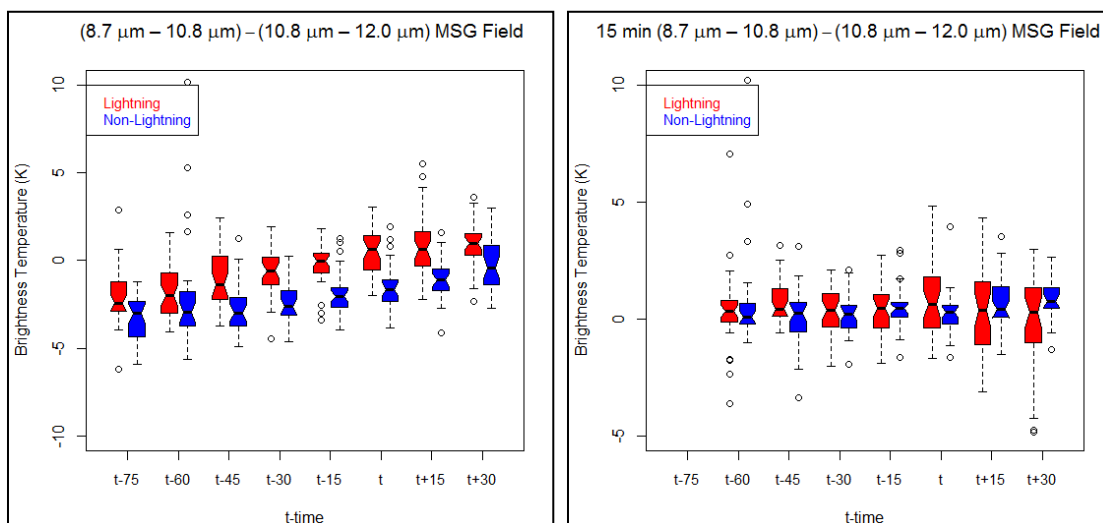 (8.7 μm – 10.8 μm) – (10.8 μm – 12.0 μm) MSG Field
Lightning
Non-Lightning
Brightness Temperature (K)
10
5
0
-5
-10
t-75 t-60 t-45 t-30 t-15 t t+15 t+30
t-time
15 min (8.7 μm – 10.8 μm) – (10.8 μm – 12.0 μm) MSG Field
Lightning
Non-Lightning
Brightness Temperature (K)
10
5
0
-5
t-75 t-60 t-45 t-30 t-15 t t+15 t+30
t-time